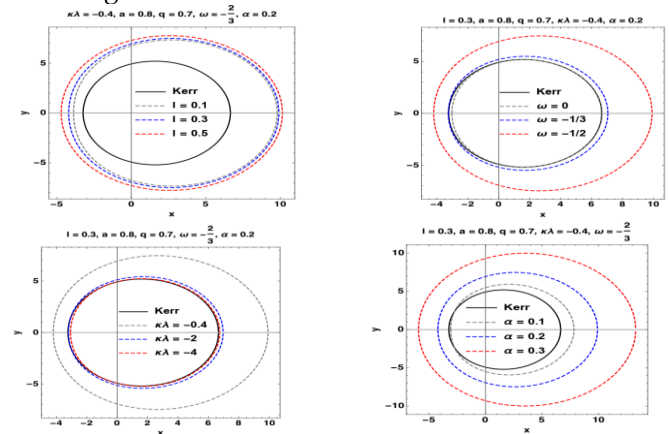 κλ = −0.4, a = 0.8, q = 0.7, ω = −2/3, α = 0.2
y
5
0
−5
Kerr
l = 0.1
l = 0.3
l = 0.5
−5 0 5 10
x
l = 0.3, a = 0.8, q = 0.7, κλ = −0.4, α = 0.2
y
5
0
−5
Kerr
ω = 0
ω = −1/3
ω = −1/2
−4 −2 0 2 4 6 8 10
x
l = 0.3, a = 0.8, q = 0.7, ω = −2/3, α = 0.2
y
5
0
−5
Kerr
κλ = −0.4
κλ = −2
κλ = −4
−4 −2 0 2 4 6 8 10
x
l = 0.3, a = 0.8, q = 0.7, κλ = −0.4, ω = −2/3
y
10
5
0
−5
−10
Kerr
α = 0.1
α = 0.2
α = 0.3
−5 0 5 10
x